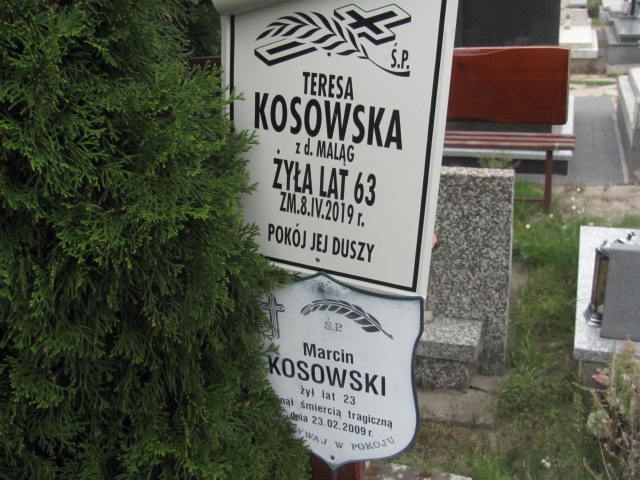 Ś.P.
TERESA
KOSOWSKA
z d. MALĄG
ŻYŁA LAT 63
ZM.8.IV.2019 r.
POKÓJ JEJ DUSZY
Ś.P.
Marcin
KOSOWSKI
żył lat 23
śmiercią tragiczną
dnia 23.02.2009 r.
W POKOJU